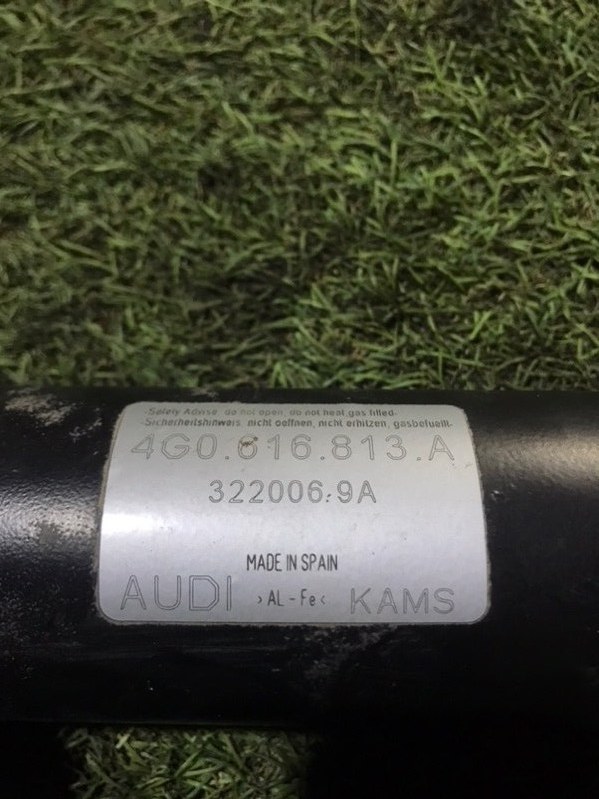 -Safety Advise: do not open, do not heat, gas filled.
-Sicherheitshinweis: nicht oeffnen, nicht erhitzen, gasbefuellt-
4G0.616.813.A
322006.9A
MADE IN SPAIN
AUDI >AL-Fe< KAMS